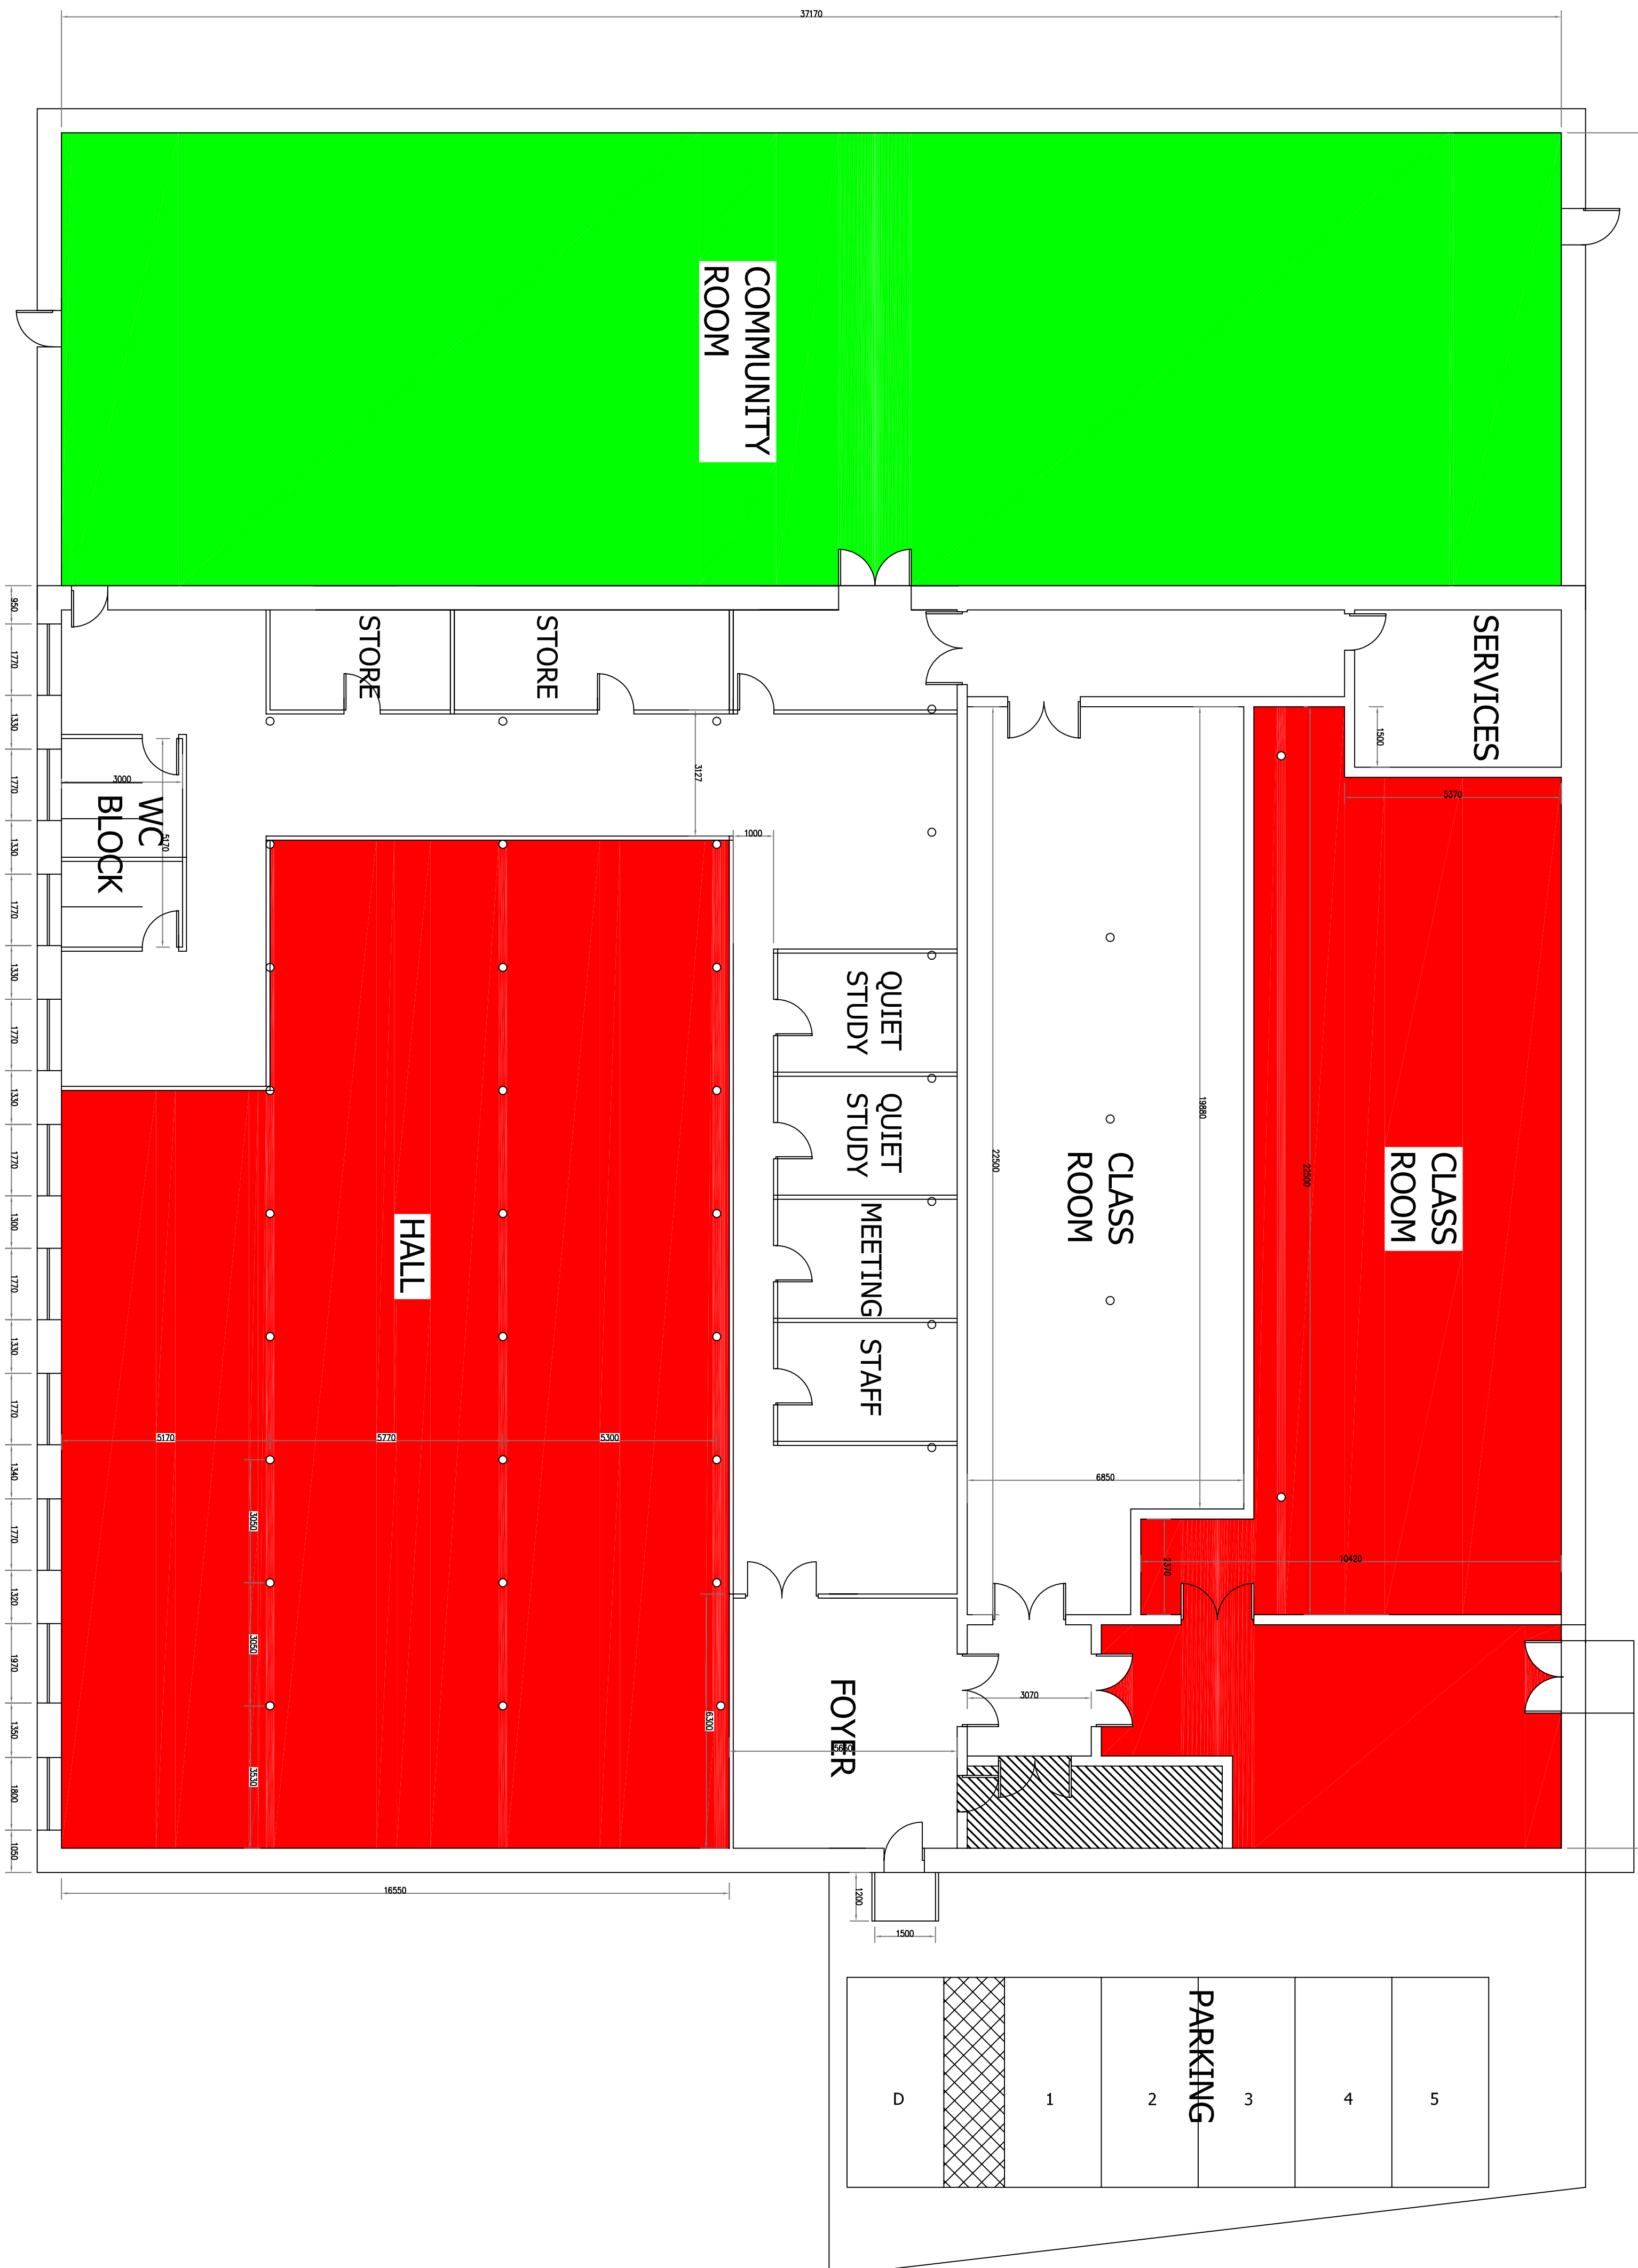 37170
COMMUNITY
ROOM
SERVICES
STORE
STORE
950
1770
1330
1770
1330
1770
1330
1770
1330
1770
1300
1770
1330
1770
1340
1770
1320
1970
1350
1800
1050
3000
5170
WC
BLOCK
3127
1000
1500
5370
QUIET
STUDY
QUIET
STUDY
MEETING
STAFF
19880
22500
22500
CLASS
ROOM
CLASS
ROOM
HALL
5170
5770
5300
6850
2370
10420
3050
3050
3530
6300
5650
3070
FOYER
16550
1200
1500
PARKING
D
1
2
3
4
5